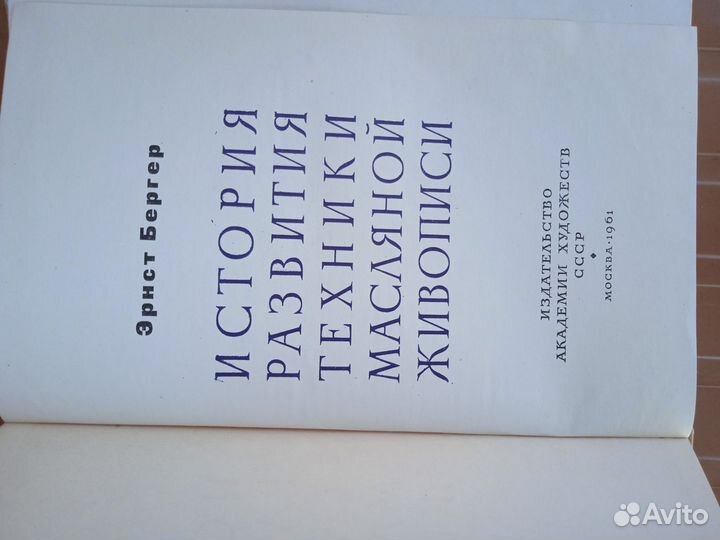 Эрнст Бергер
ИСТОРИЯ
РАЗВИТИЯ
ТЕХНИКИ
МАСЛЯНОЙ
ЖИВОПИСИ
ИЗДАТЕЛЬСТВО
АКАДЕМИИ ХУДОЖЕСТВ
СССР
МОСКВА·1961
Avito